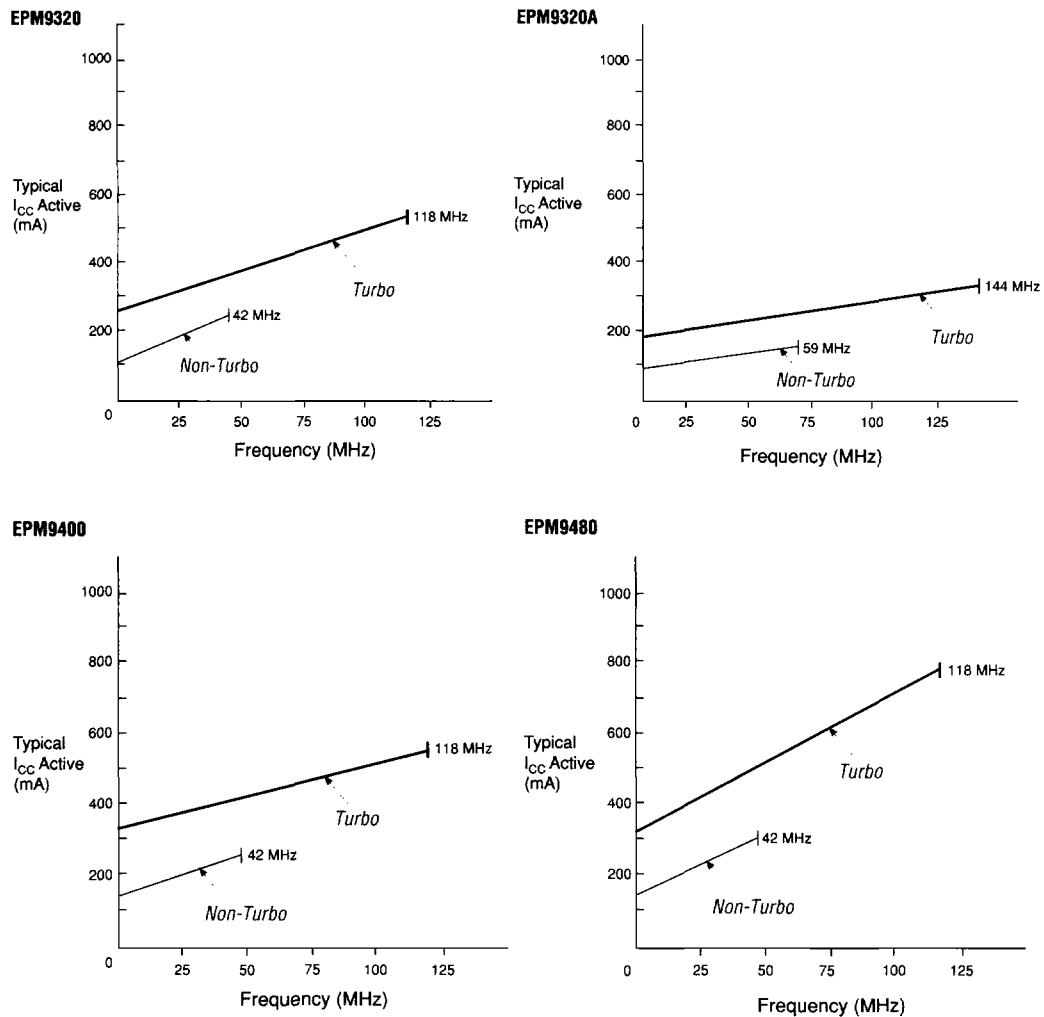 EPM9320
1000
800
Typical
I_CC Active
(mA)
600
400
200
0
118 MHz
Turbo
42 MHz
Non-Turbo
25 50 75 100 125
Frequency (MHz)
EPM9320A
1000
800
Typical
I_CC Active
(mA)
600
400
200
0
144 MHz
Turbo
59 MHz
Non-Turbo
25 50 75 100 125
Frequency (MHz)
EPM9400
1000
800
Typical
I_CC Active
(mA)
600
400
200
0
118 MHz
Turbo
42 MHz
Non-Turbo
25 50 75 100 125
Frequency (MHz)
EPM9480
1000
800
Typical
I_CC Active
(mA)
600
400
200
0
118 MHz
Turbo
42 MHz
Non-Turbo
25 50 75 100 125
Frequency (MHz)